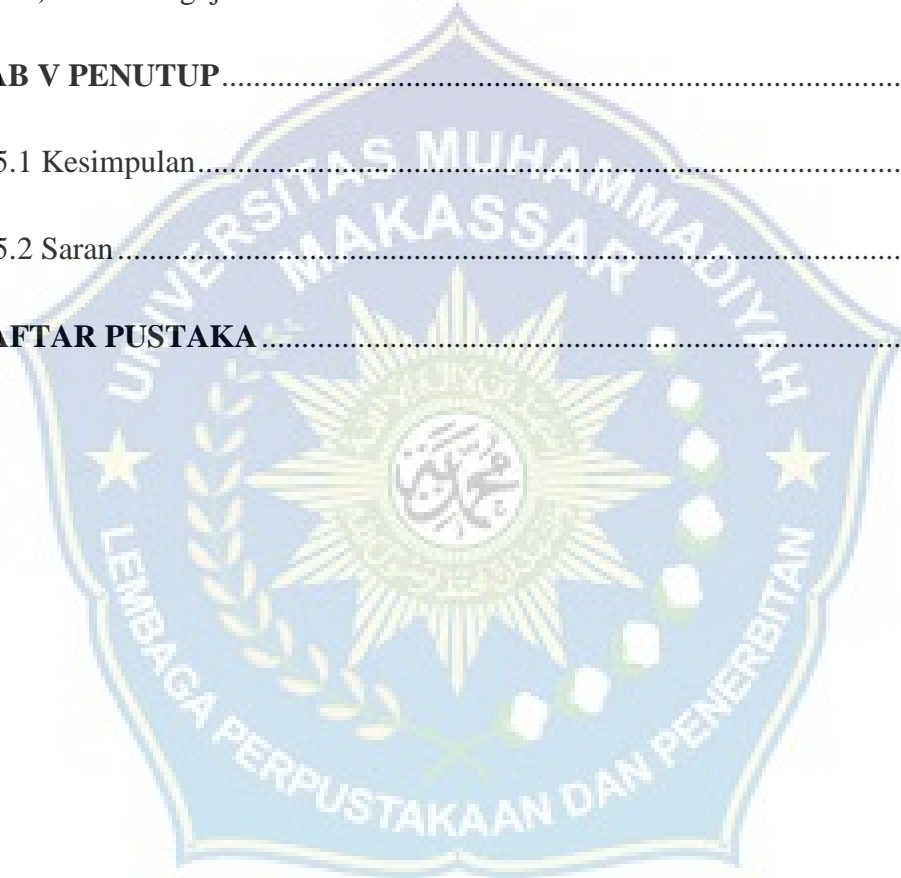 AB V PENUTUP
5.1 Kesimpulan
5.2 Saran
AFTAR PUSTAKA
UNIVERSITAS MUHAMMADIYAH
MAKASSAR
LEMBAGA PERPUSTAKAAN DAN PENERBITAN